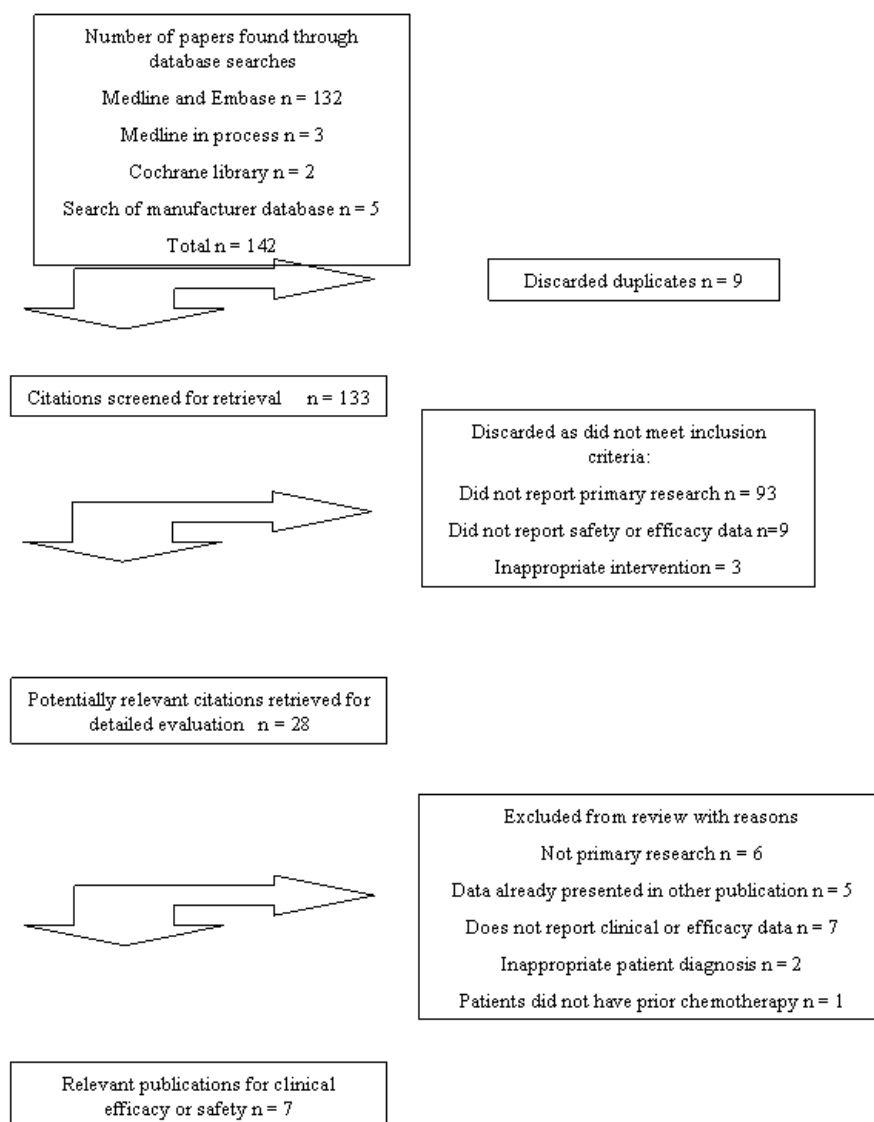 Number of papers found through
database searches
Medline and Embase n = 132
Medline in process n = 3
Cochrane library n = 2
Search of manufacturer database n = 5
Total n = 142
Discarded duplicates n = 9
Citations screened for retrieval n = 133
Discarded as did not meet inclusion
criteria:
Did not report primary research n = 93
Did not report safety or efficacy data n=9
Inappropriate intervention = 3
Potentially relevant citations retrieved for
detailed evaluation n = 28
Excluded from review with reasons
Not primary research n = 6
Data already presented in other publication n = 5
Does not report clinical or efficacy data n = 7
Inappropriate patient diagnosis n = 2
Patients did not have prior chemotherapy n = 1
Relevant publications for clinical
efficacy or safety n = 7